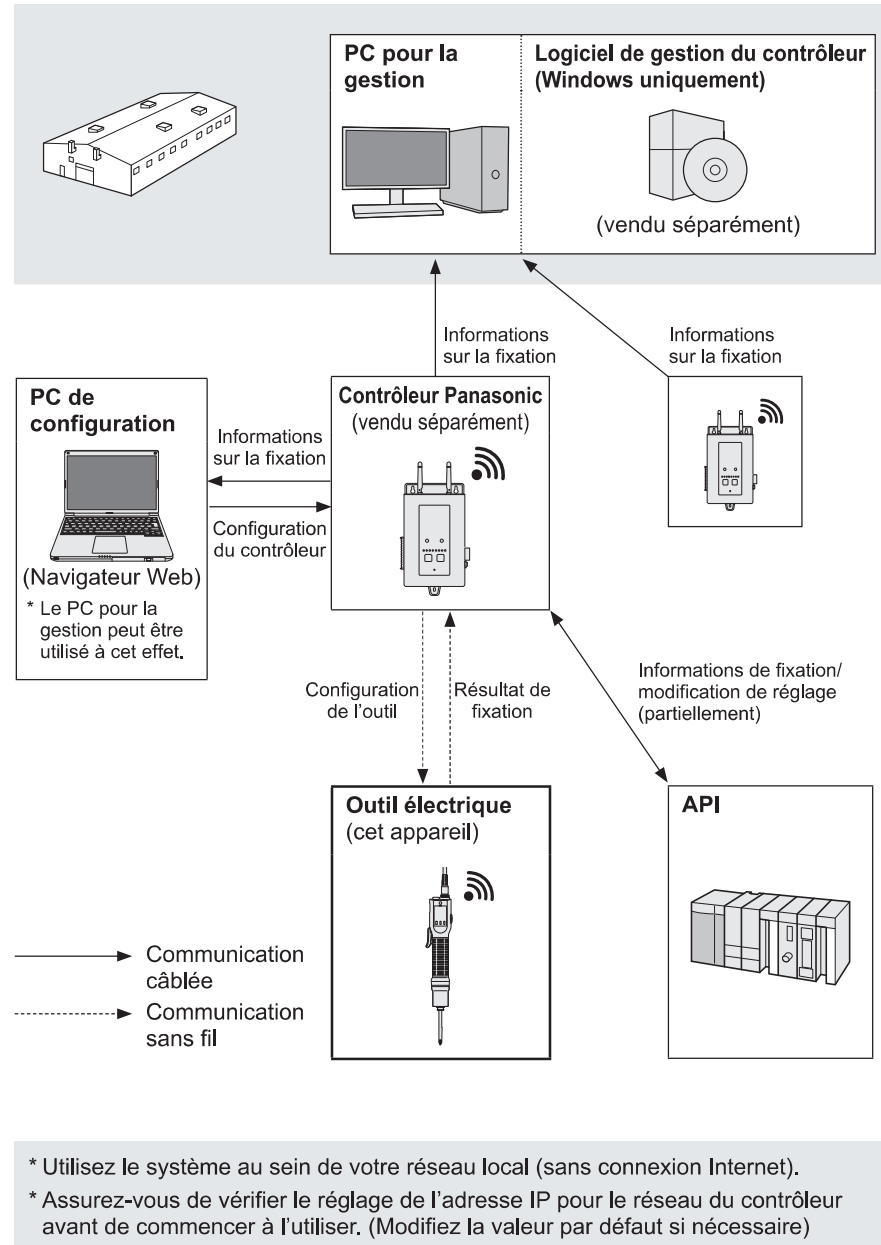 PC pour la
gestion
Logiciel de gestion du contrôleur
(Windows uniquement)
(vendu séparément)
Informations
sur la fixation
Informations
sur la fixation
PC de
configuration
(Navigateur Web)
* Le PC pour la
gestion peut être
utilisé à cet effet.
Informations
sur la fixation
Configuration
du contrôleur
Contrôleur Panasonic
(vendu séparément)
Configuration
de l'outil
Résultat de
fixation
Informations de fixation/
modification de réglage
(partiellement)
Outil électrique
(cet appareil)
API
Communication
câblée
Communication
sans fil
* Utilisez le système au sein de votre réseau local (sans connexion Internet).
* Assurez-vous de vérifier le réglage de l'adresse IP pour le réseau du contrôleur
avant de commencer à l'utiliser. (Modifiez la valeur par défaut si nécessaire)